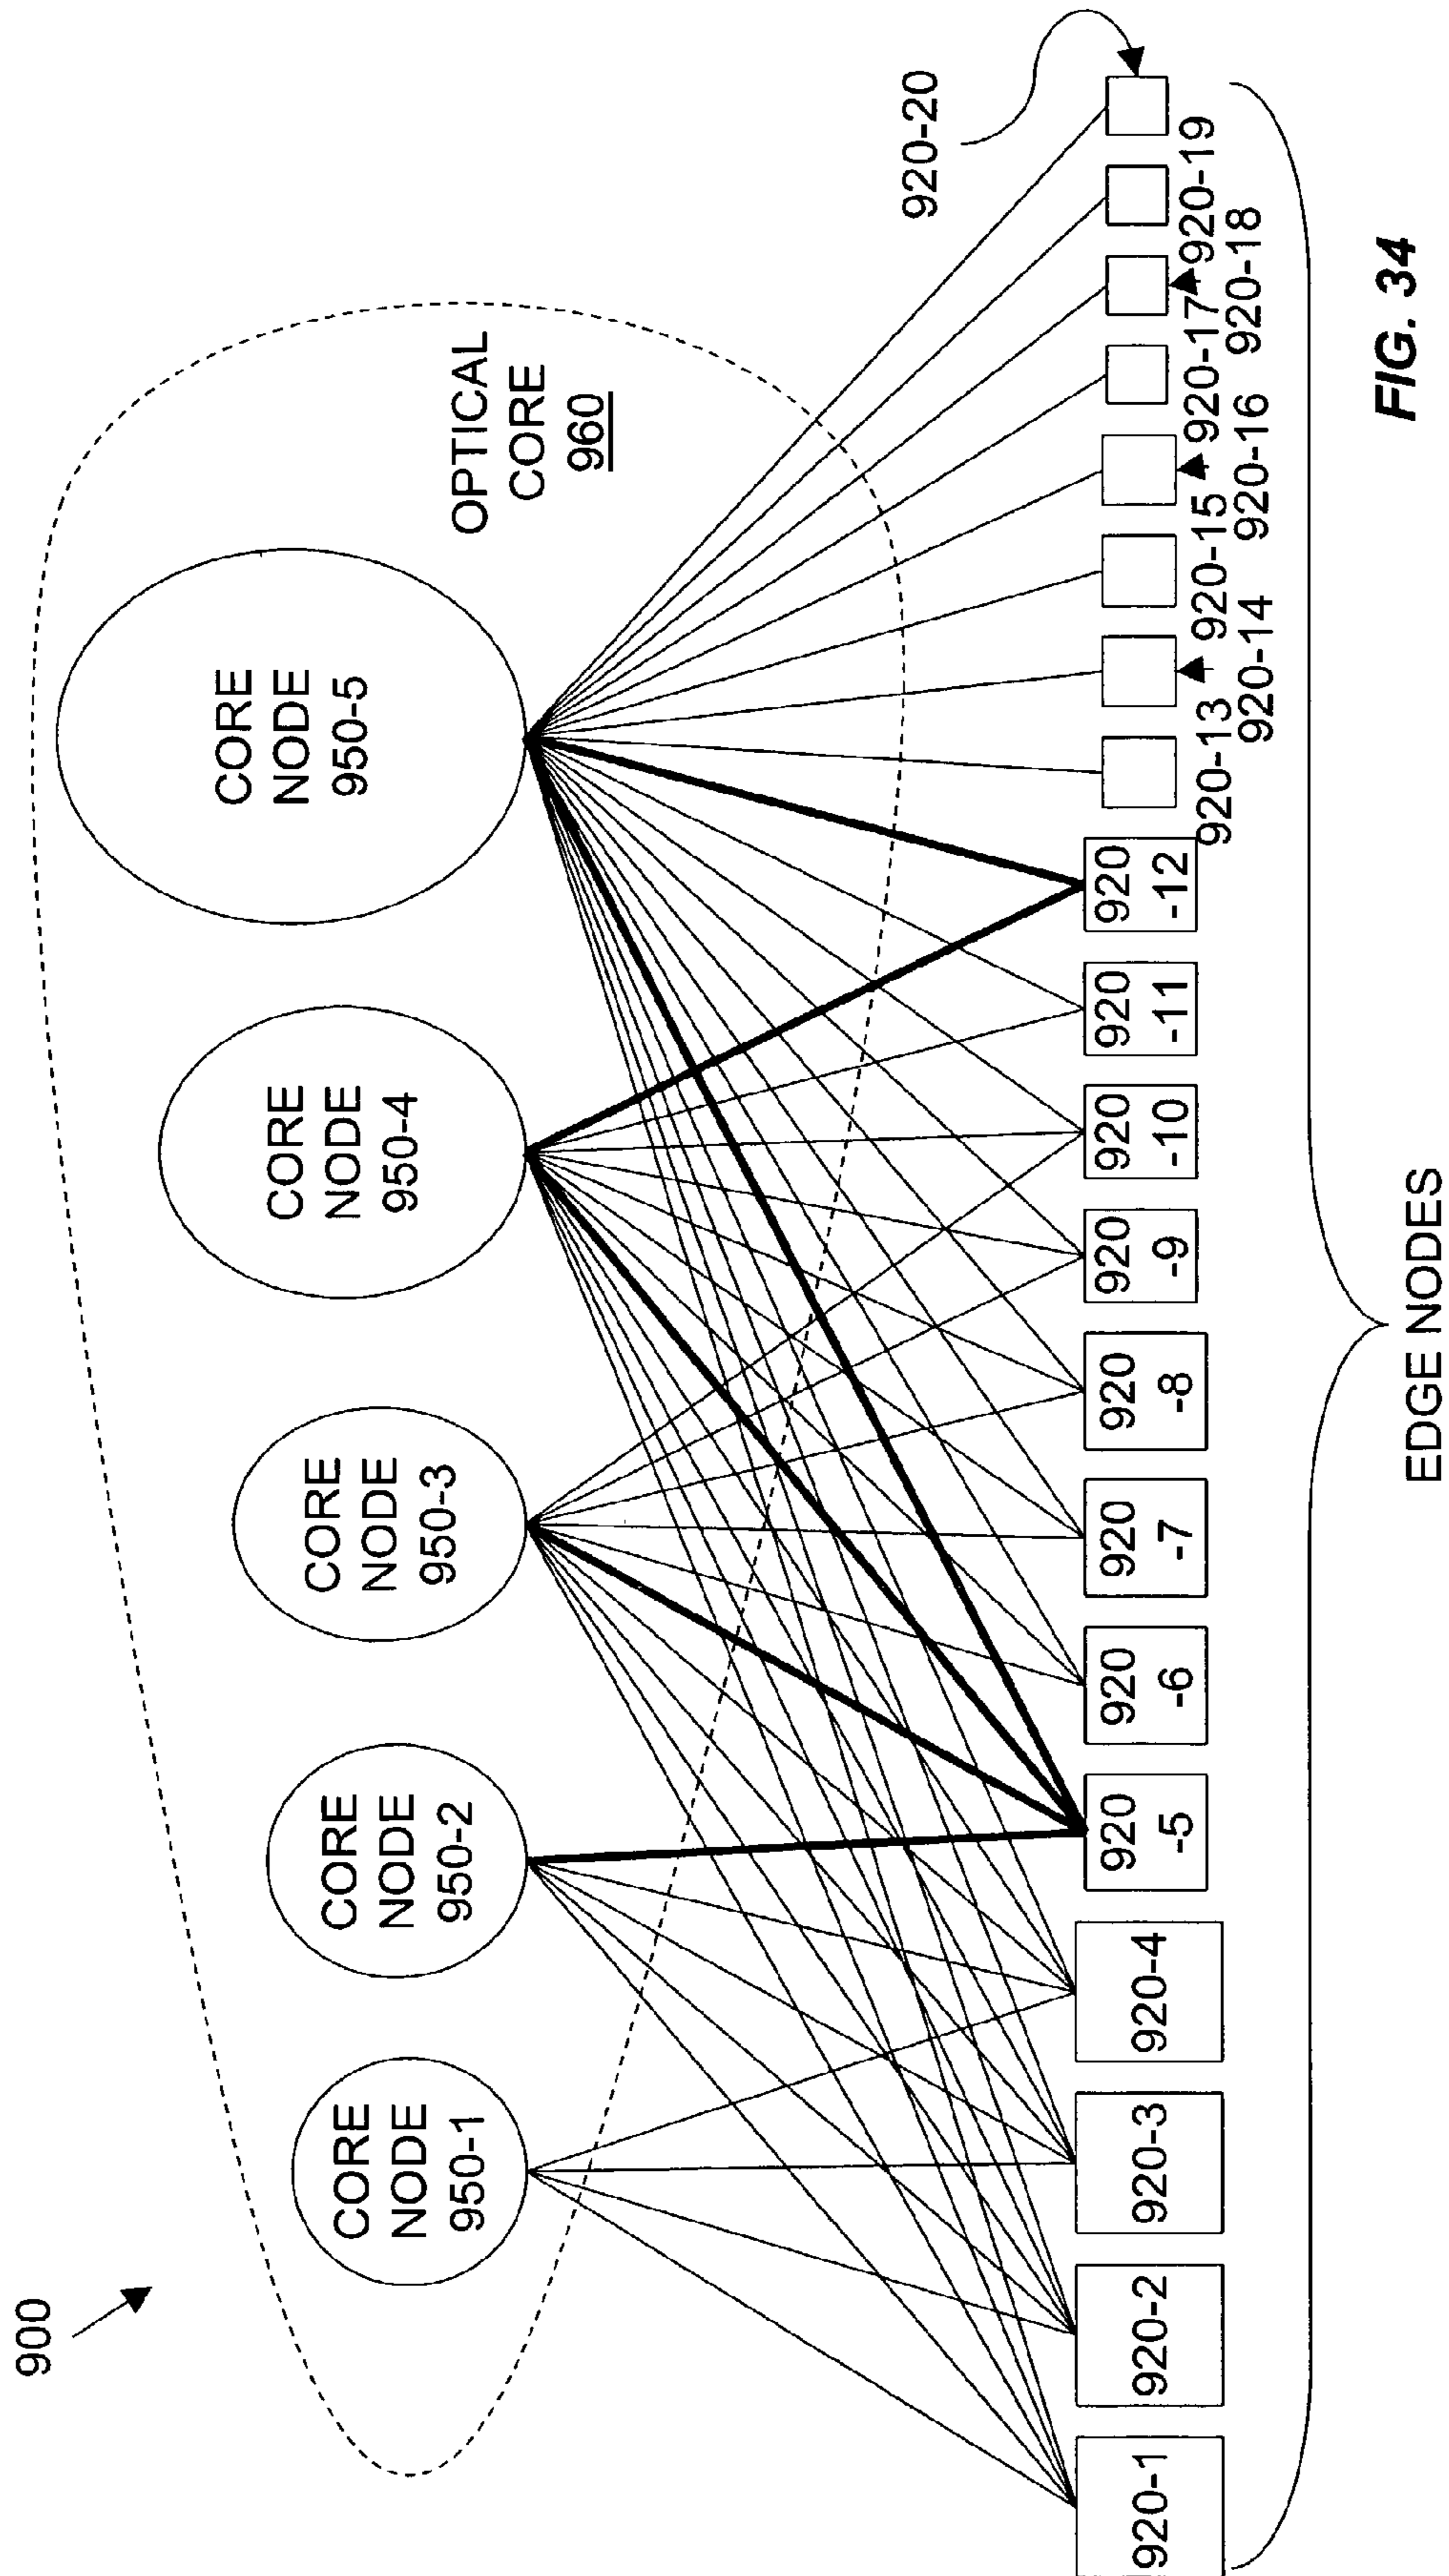 900
CORE
NODE
950-1
CORE
NODE
950-2
CORE
NODE
950-3
CORE
NODE
950-4
CORE
NODE
950-5
OPTICAL
CORE
960
920-20
920-1
920-2
920-3
920-4
920
-5
920
-6
920
-7
920
-8
920
-9
920
-10
920
-11
920
-12
920-13
920-14
920-15
920-16
920-17
920-18
920-19
EDGE NODES
FIG. 34